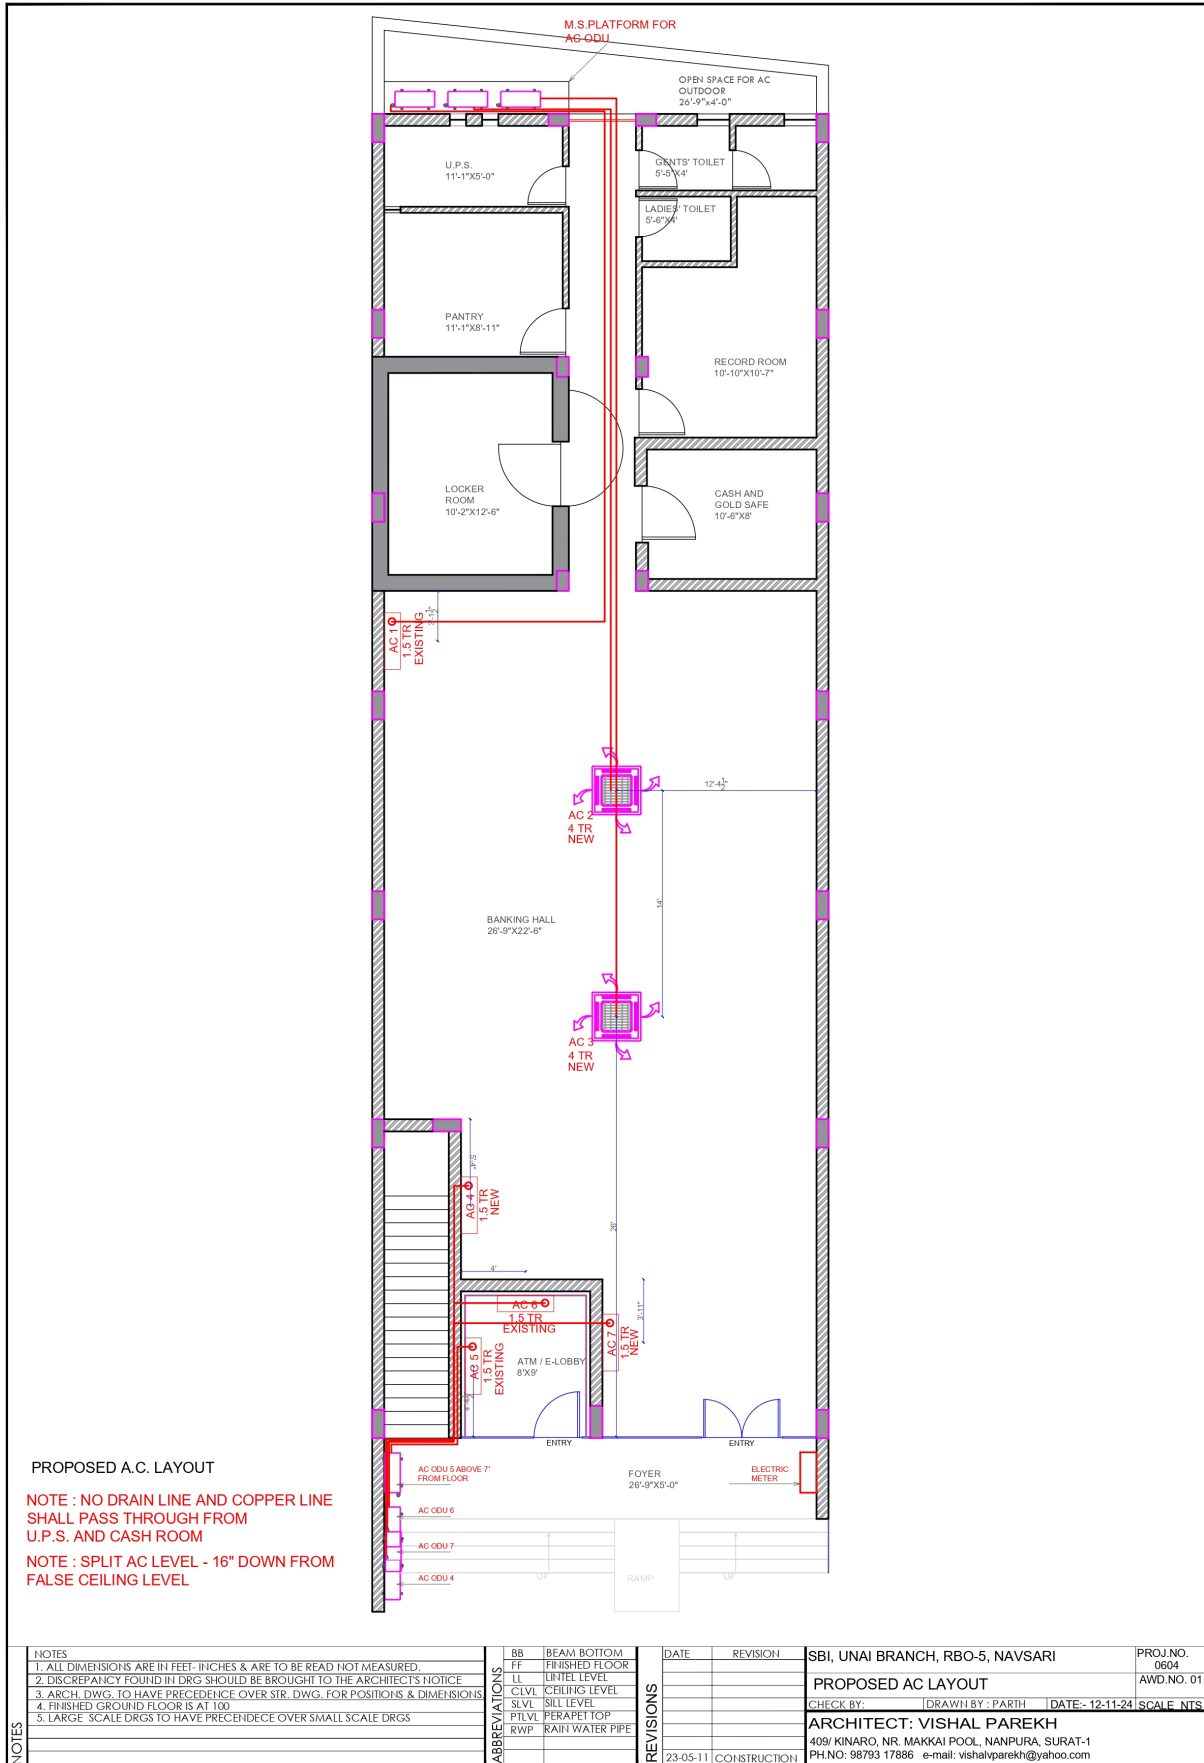 M.S.PLATFORM FOR
AC ODU
OPEN SPACE FOR AC
OUTDOOR
26'-9"x4'-0"
U.P.S.
11'-1"X5'-0"
GENTS' TOILET
5'-5"X4'
LADIES' TOILET
5'-6"X4'
PANTRY
11'-1"X8'-11"
RECORD ROOM
10'-10"X10'-7"
LOCKER
ROOM
10'-2"X12'-6"
CASH AND
GOLD SAFE
10'-6"X8'
AC 1
1.5 TR
EXISTING
3'-1½"
12'-4½"
AC 2
4 TR
NEW
14'
BANKING HALL
26'-9"X22'-6"
AC 3
4 TR
NEW
5'-4"
AC 4
1.5 TR
NEW
26'
4'
AC 6
1.5 TR
EXISTING
3'-11"
AC 7
1.5 TR
NEW
AC 5
1.5 TR
EXISTING
ATM / E-LOBBY
8'X9'
ENTRY
ENTRY
PROPOSED A.C. LAYOUT
AC ODU 5 ABOVE 7'
FROM FLOOR
FOYER
26'-9"X5'-0"
ELECTRIC
METER
NOTE : NO DRAIN LINE AND COPPER LINE
SHALL PASS THROUGH FROM
U.P.S. AND CASH ROOM
AC ODU 6
AC ODU 7
NOTE : SPLIT AC LEVEL - 16" DOWN FROM
FALSE CEILING LEVEL
AC ODU 4
UP
RAMP
UP
NOTES
NOTES
1. ALL DIMENSIONS ARE IN FEET- INCHES & ARE TO BE READ NOT MEASURED.
2. DISCREPANCY FOUND IN DRG SHOULD BE BROUGHT TO THE ARCHITECT'S NOTICE
3. ARCH. DWG. TO HAVE PRECEDENCE OVER STR. DWG. FOR POSITIONS & DIMENSIONS.
4. FINISHED GROUND FLOOR IS AT 100
5. LARGE SCALE DRGS TO HAVE PRECENDECE OVER SMALL SCALE DRGS
ABBREVIATIONS
BB BEAM BOTTOM
FF FINISHED FLOOR
LL LINTEL LEVEL
CLVL CEILING LEVEL
SLVL SILL LEVEL
PTLVL PERAPET TOP
RWP RAIN WATER PIPE
REVISIONS
DATE REVISION
23-05-11 CONSTRUCTION
SBI, UNAI BRANCH, RBO-5, NAVSARI
PROJ.NO.
0604
PROPOSED AC LAYOUT
AWD.NO. 01
CHECK BY: DRAWN BY : PARTH DATE:- 12-11-24 SCALE NTS
ARCHITECT: VISHAL PAREKH
409/ KINARO, NR. MAKKAI POOL, NANPURA, SURAT-1
PH.NO: 98793 17886 e-mail: vishalvparekh@yahoo.com